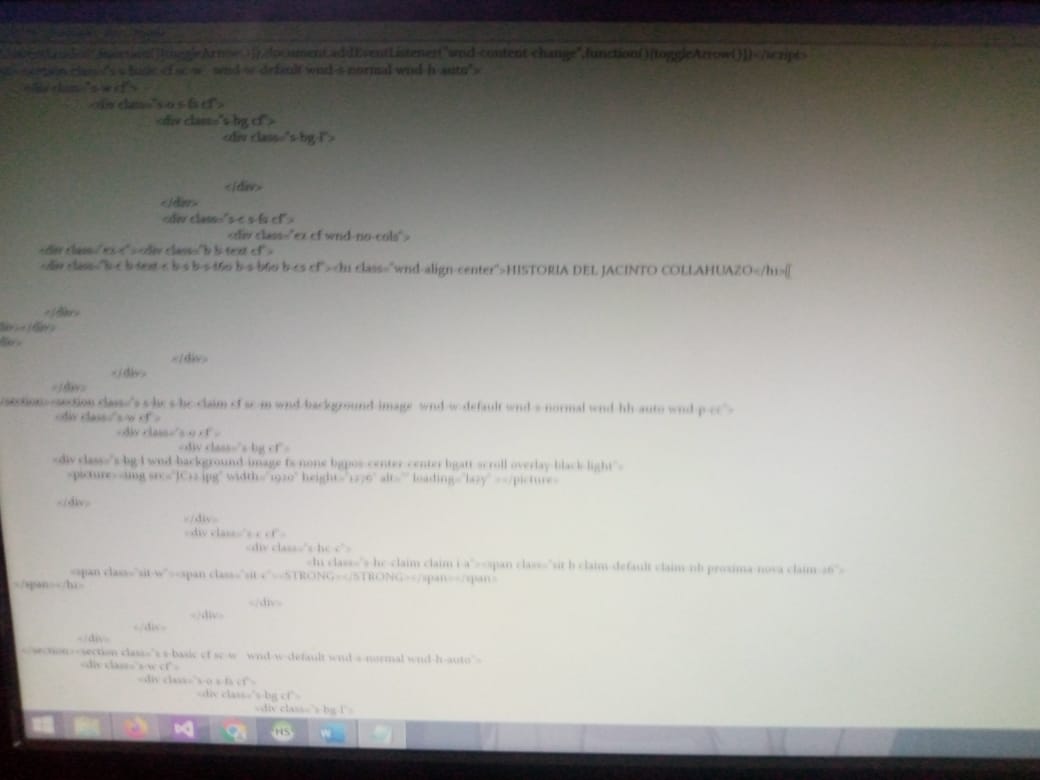 document.addEventListener("wnd-content-change",function(){toggleArrow()})</script>
<section class="s s-basic cf sc-w wnd-w-default wnd-s-normal wnd-h-auto">
<div class="s-w cf">
<div class="s-o s-fs cf">
<div class="s-bg cf">
<div class="s-bg-l">
</div>
</div>
<div class="s-c s-fs cf">
<div class="ez cf wnd-no-cols">
<div class="ez-c"><div class="b b-text cf">
<div class="b-c b-text-c b-s b-s-t60 b-s-b60 b-cs cf"><h1 class="wnd-align-center">HISTORIA DEL JACINTO COLLAHUAZO</h1>
</div>
</div>
</div>
</div>
</div>
</section><section class="s s-hc s-hc-claim cf sc-m wnd-background-image wnd-w-default wnd-s-normal wnd-hh-auto wnd-p-cc">
<div class="s-w cf">
<div class="s-o cf">
<div class="s-bg cf">
<div class="s-bg-l wnd-background-image fx-none bgpos-center-center bgatt-scroll overlay-black-light">
<picture><img src="JC12.jpg" width="1920" height="1276" alt="" loading="lazy" ></picture>
</div>
</div>
<div class="s-c cf">
<div class="s-hc-c">
<h1 class="s-hc-claim claim i-a"><span class="sit b claim-default claim-nb proxima-nova claim-26">
<span class="sit-w"><span class="sit-c"><STRONG></STRONG></span></span>
</span></h1>
</div>
</div>
</div>
</div>
</section><section class="s s-basic cf sc-w wnd-w-default wnd-s-normal wnd-h-auto">
<div class="s-w cf">
<div class="s-o s-fs cf">
<div class="s-bg cf">
<div class="s-bg-l">